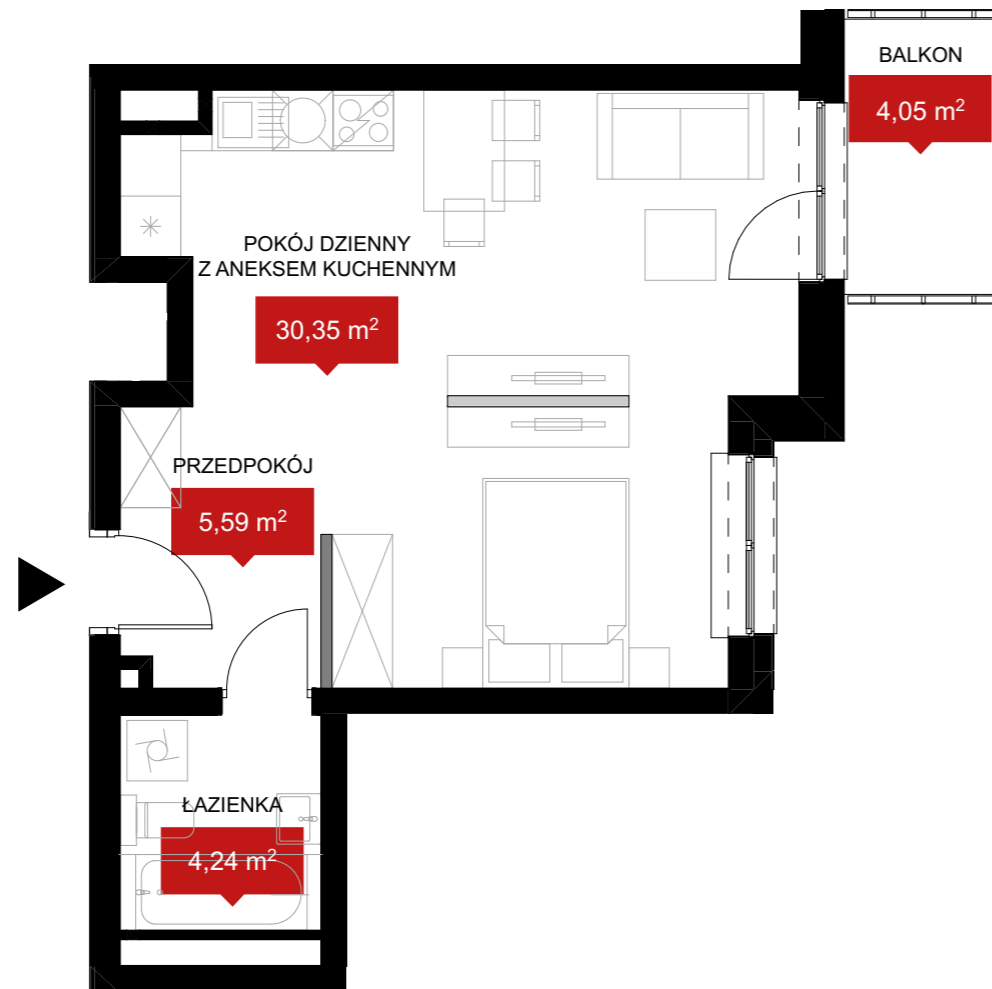 BALKON
4,05 m²
POKÓJ DZIENNY
Z ANEKSEM KUCHENNYM
30,35 m²
PRZEDPOKÓJ
5,59 m²
ŁAZIENKA
4,24 m²